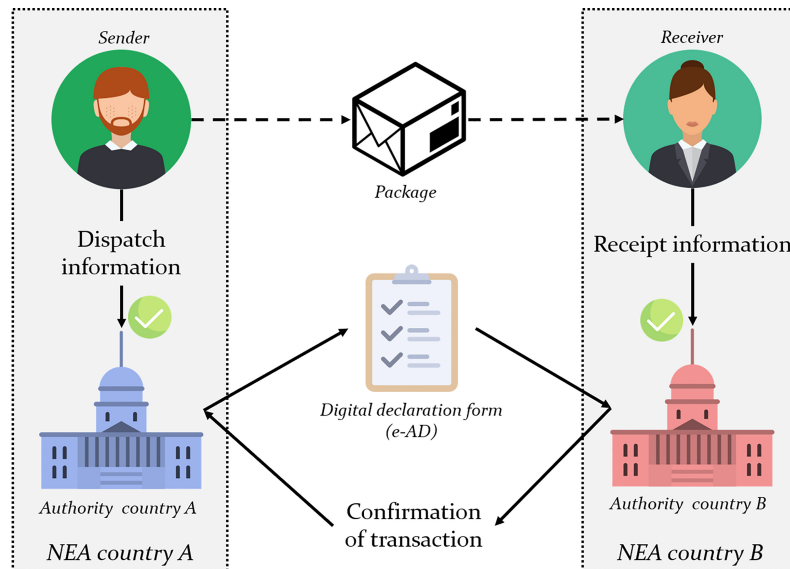 Sender
Receiver
Package
Dispatch
information
Receipt information
Digital declaration form
(e-AD)
Authority country A
Authority country B
Confirmation
of transaction
NEA country A
NEA country B